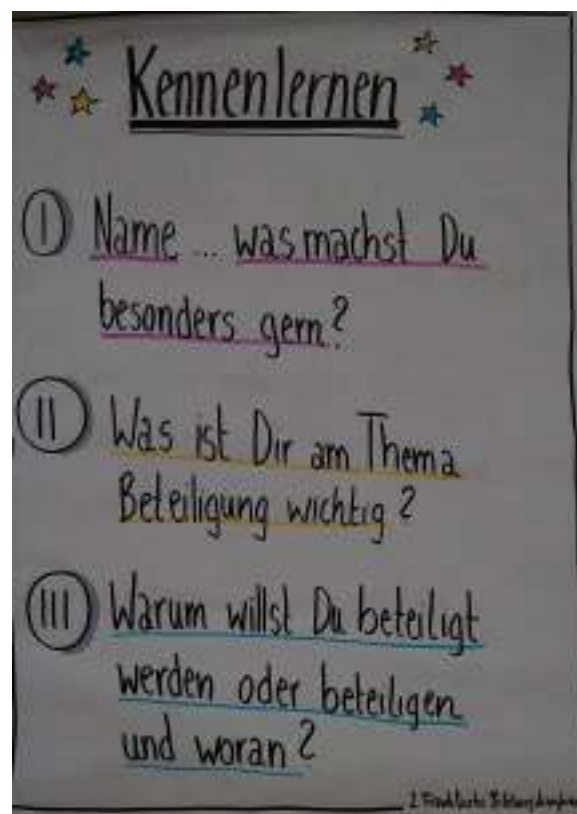 Kennenlernen
I Name ... was machst Du
besonders gern?
II Was ist Dir am Thema
Beteiligung wichtig?
III Warum willst Du beteiligt
werden oder beteiligen
und woran?
2.